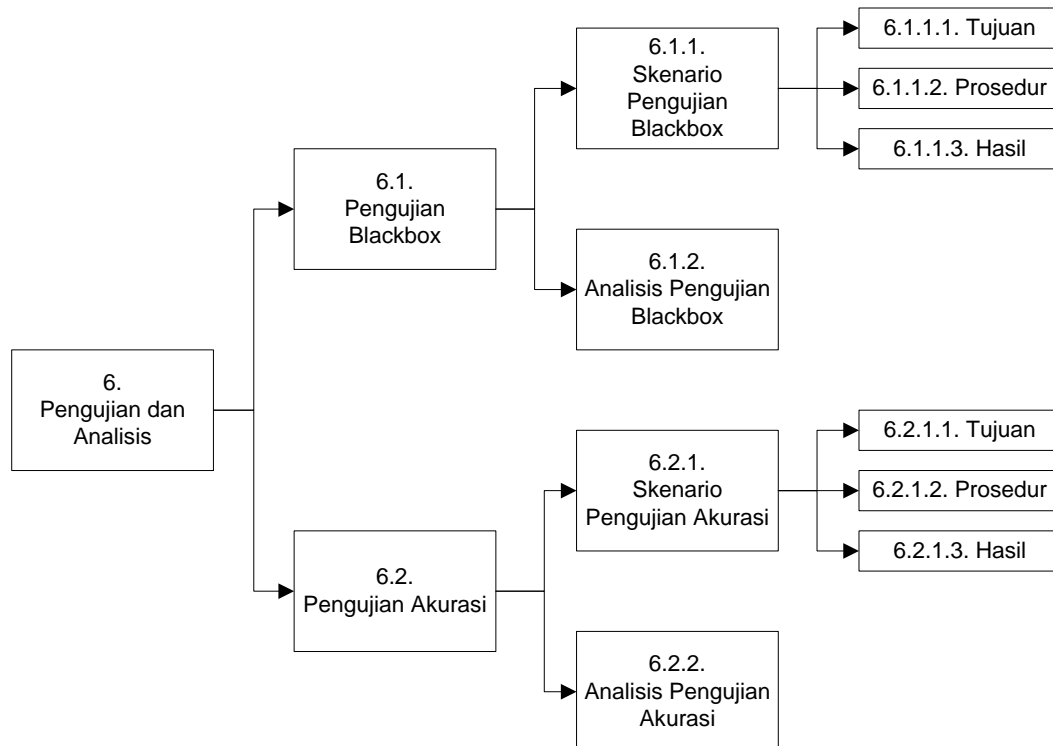 6.
Pengujian dan
Analisis
6.1.
Pengujian
Blackbox
6.1.1.
Skenario
Pengujian
Blackbox
6.1.1.1. Tujuan
6.1.1.2. Prosedur
6.1.1.3. Hasil
6.1.2.
Analisis Pengujian
Blackbox
6.2.
Pengujian Akurasi
6.2.1.
Skenario
Pengujian Akurasi
6.2.1.1. Tujuan
6.2.1.2. Prosedur
6.2.1.3. Hasil
6.2.2.
Analisis Pengujian
Akurasi